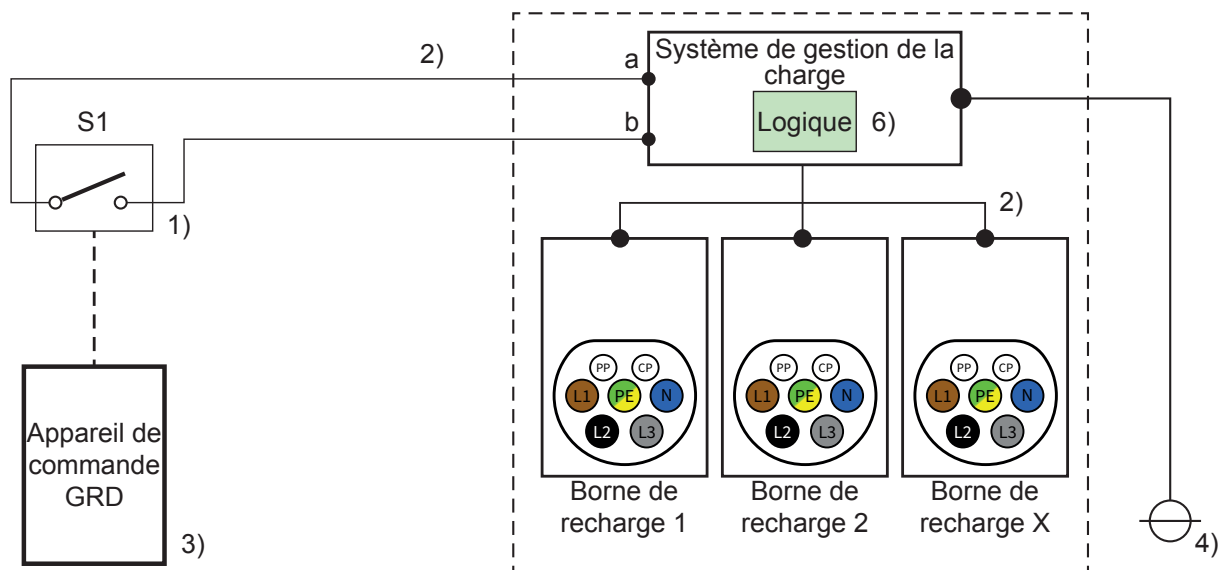 Système de gestion de la
charge
2)
a
b
Logique
6)
S1
1)
2)
PP CP
L1 PE N
L2 L3
PP CP
L1 PE N
L2 L3
PP CP
L1 PE N
L2 L3
Appareil de
commande
GRD
3)
Borne de
recharge 1
Borne de
recharge 2
Borne de
recharge X
4)